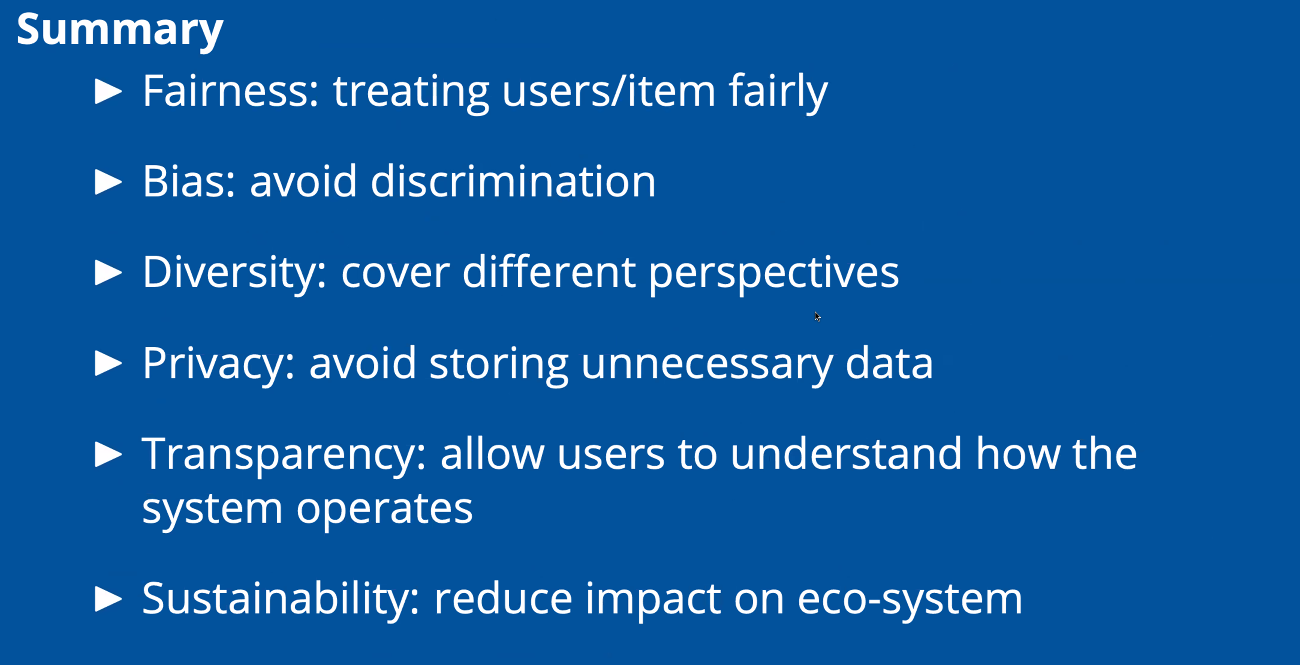 Summary
► Fairness: treating users/item fairly
► Bias: avoid discrimination
► Diversity: cover different perspectives
► Privacy: avoid storing unnecessary data
► Transparency: allow users to understand how the
system operates
► Sustainability: reduce impact on eco-system